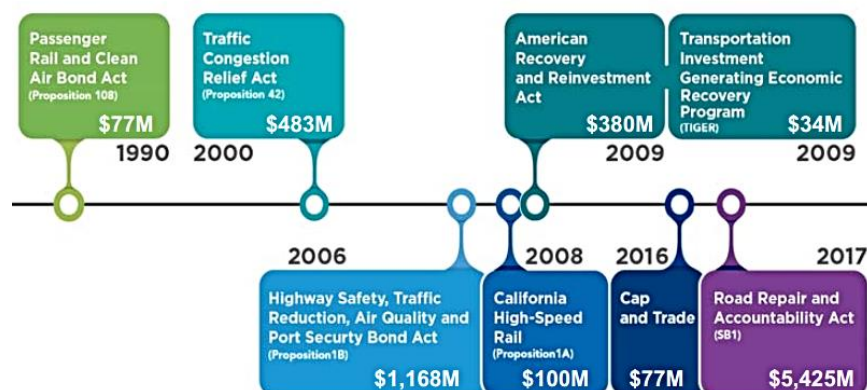 Passenger
Rail and Clean
Air Bond Act
(Proposition 108)
$77M
1990
Traffic
Congestion
Relief Act
(Proposition 42)
$483M
2000
American
Recovery
and Reinvestment
Act
$380M
2009
Transportation
Investment
Generating Economic
Recovery
Program
(TIGER)
$34M
2009
2006
Highway Safety, Traffic
Reduction, Air Quality and
Port Securty Bond Act
(Proposition1B)
$1,168M
2008
California
High-Speed
Rail
(Proposition1A)
$100M
2016
Cap
and Trade
$77M
2017
Road Repair and
Accountability Act
(SB1)
$5,425M